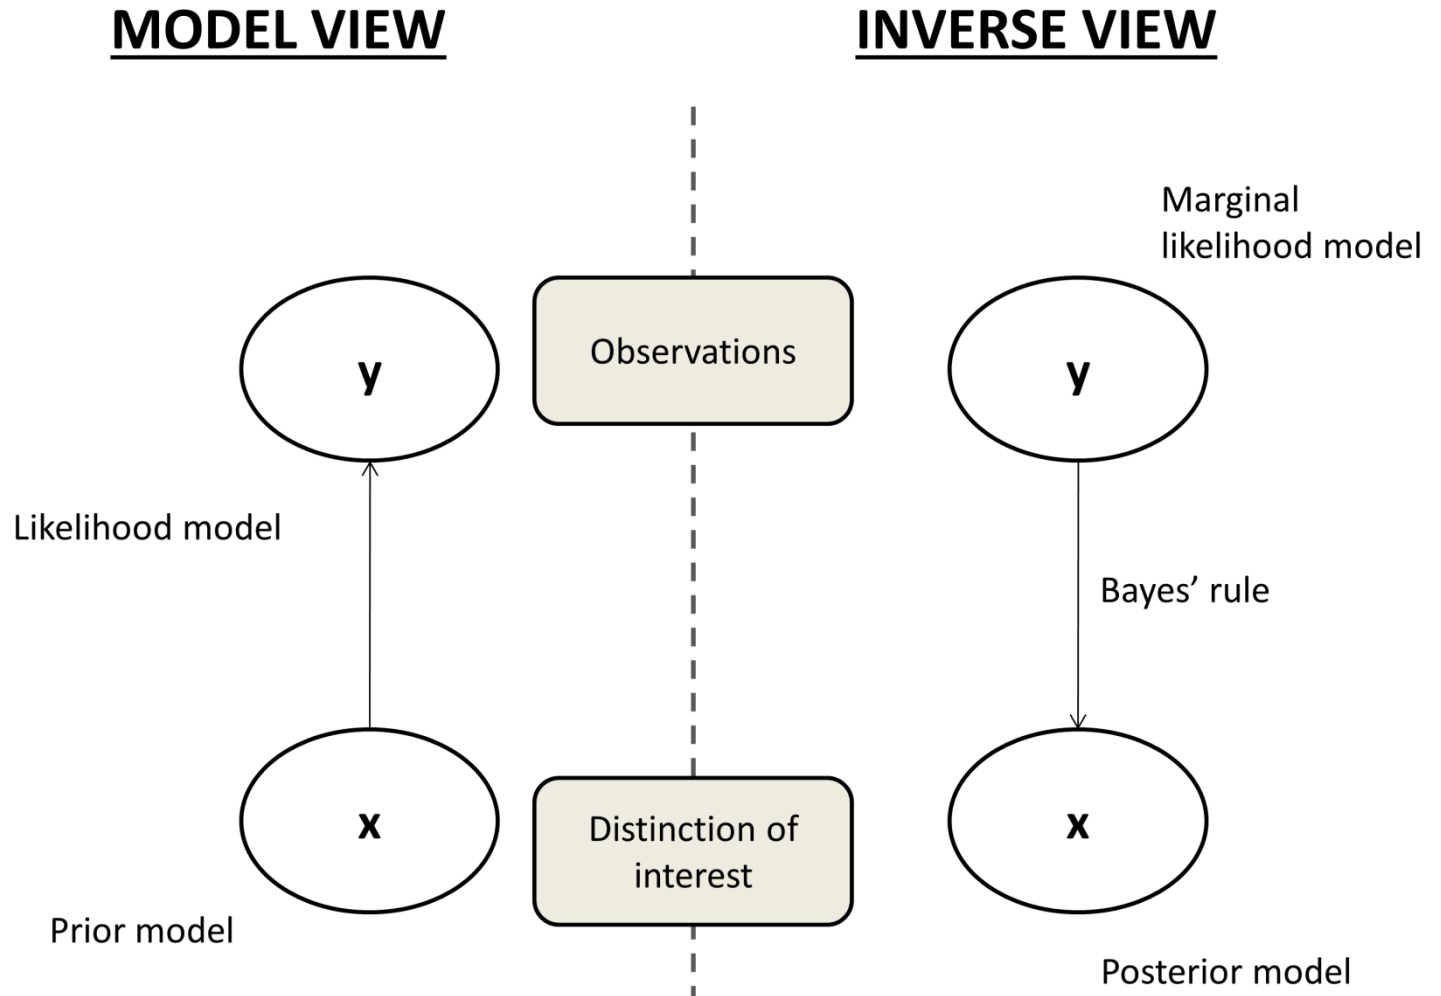 MODEL VIEW
INVERSE VIEW
Marginal
likelihood model
y
Observations
y
Likelihood model
Bayes’ rule
x
Distinction of
interest
x
Prior model
Posterior model